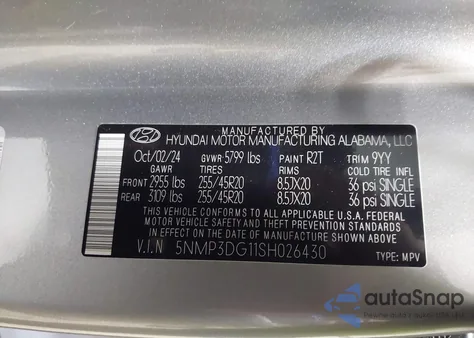 MANUFACTURED BY
HYUNDAI MOTOR MANUFACTURING ALABAMA, LLC
Oct/02/24 GVWR 5799 lbs PAINT R2T TRIM 9YY
GAWR TIRES RIMS COLD TIRE INFL
FRONT 2955 lbs 255/45R20 8.5JX20 36 psi SINGLE
REAR 3109 lbs 255/45R20 8.5JX20 36 psi SINGLE
THIS VEHICLE CONFORMS TO ALL APPLICABLE U.S.A. FEDERAL
MOTOR VEHICLE SAFETY AND THEFT PREVENTION STANDARDS
IN EFFECT ON THE DATE OF MANUFACTURE SHOWN ABOVE.
V.I.N 5NMP3DG11SH026430 TYPE: MPV
autoSnap